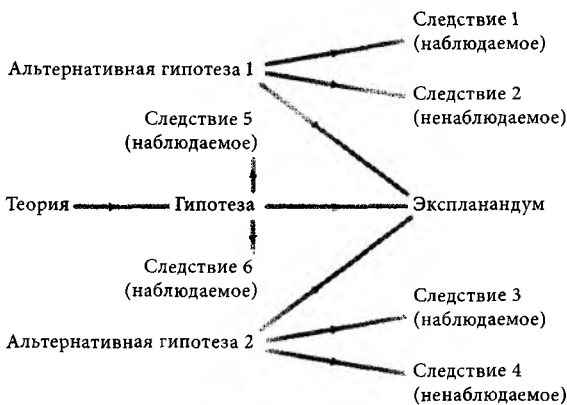 Следствие 1
(наблюдаемое)
Альтернативная гипотеза 1
Следствие 2
(ненаблюдаемое)
Следствие 5
(наблюдаемое)
Теория Гипотеза Экспланандум
Следствие 6
(наблюдаемое)
Следствие 3
(наблюдаемое)
Альтернативная гипотеза 2
Следствие 4
(ненаблюдаемое)